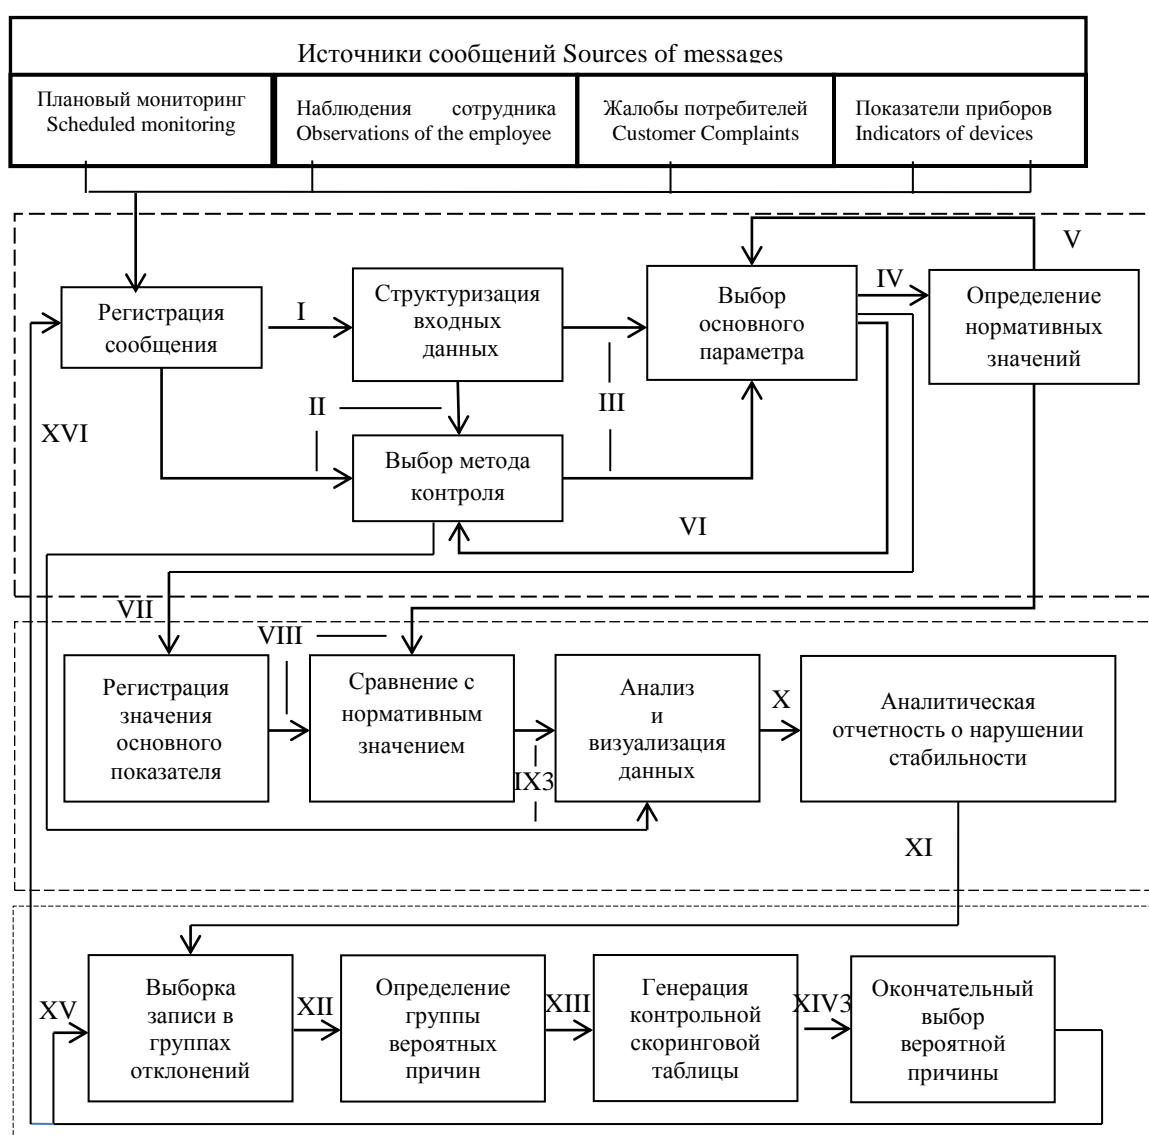 Источники сообщений Sources of messages
Плановый мониторинг
Scheduled monitoring
Наблюдения сотрудника
Observations of the employee
Жалобы потребителей
Customer Complaints
Показатели приборов
Indicators of devices
V
Регистрация
сообщения
I
Структуризация
входных
данных
Выбор
основного
параметра
IV
Определение
нормативных
значений
II
III
XVI
Выбор метода
контроля
VI
VII
VIII
Регистрация
значения
основного
показателя
Сравнение с
нормативным
значением
IX3
Анализ
и
визуализация
данных
X
Аналитическая
отчетность о нарушении
стабильности
XI
XV
Выборка
записи в
группах
отклонений
XII
Определение
группы
вероятных
причин
XIII
Генерация
контрольной
скоринговой
таблицы
XIV3
Окончательный
выбор
вероятной
причины